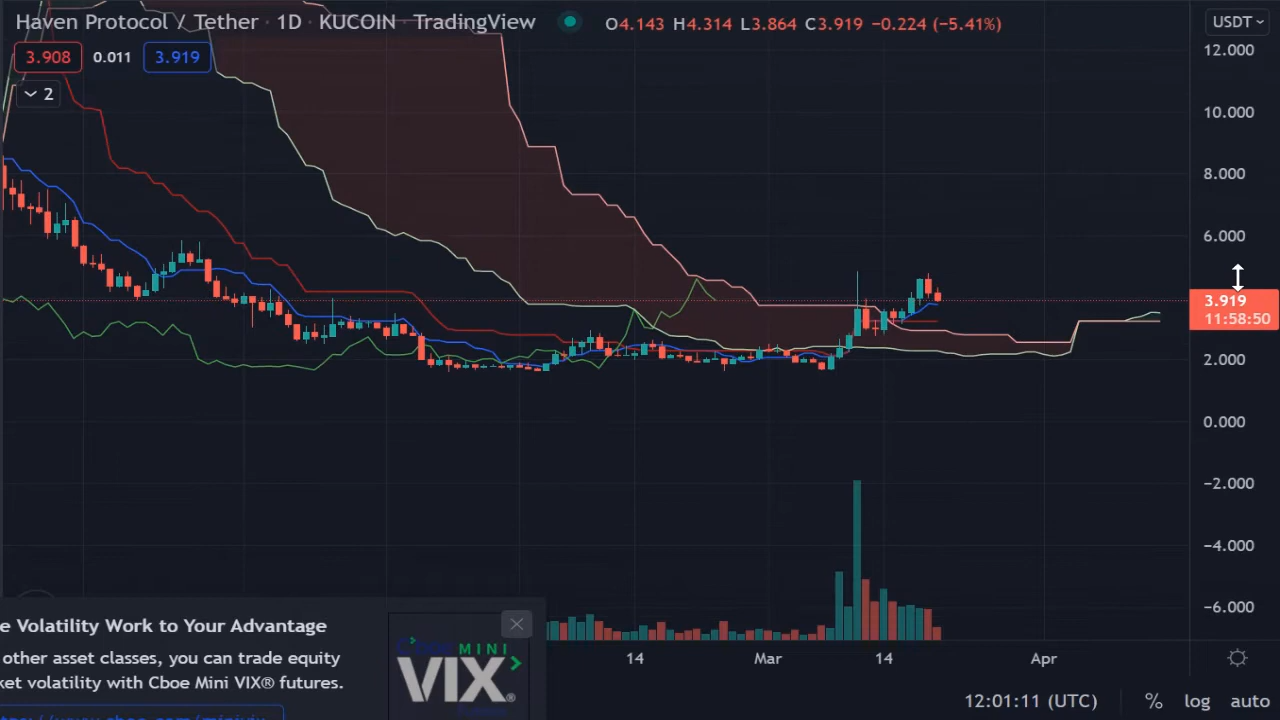 Haven Protocol / Tether · 1D · KUCOIN · TradingView O4.143 H4.314 L3.864 C3.919 −0.224 (−5.41%) USDT
3.908 0.011 3.919
2
12.000
10.000
8.000
6.000
3.919
11:58:50
2.000
0.000
−2.000
−4.000
−6.000
e Volatility Work to Your Advantage
other asset classes, you can trade equity
ket volatility with Cboe Mini VIX® futures.
MINI
VIX®
14 Mar 14 Apr
12:01:11 (UTC) % log auto